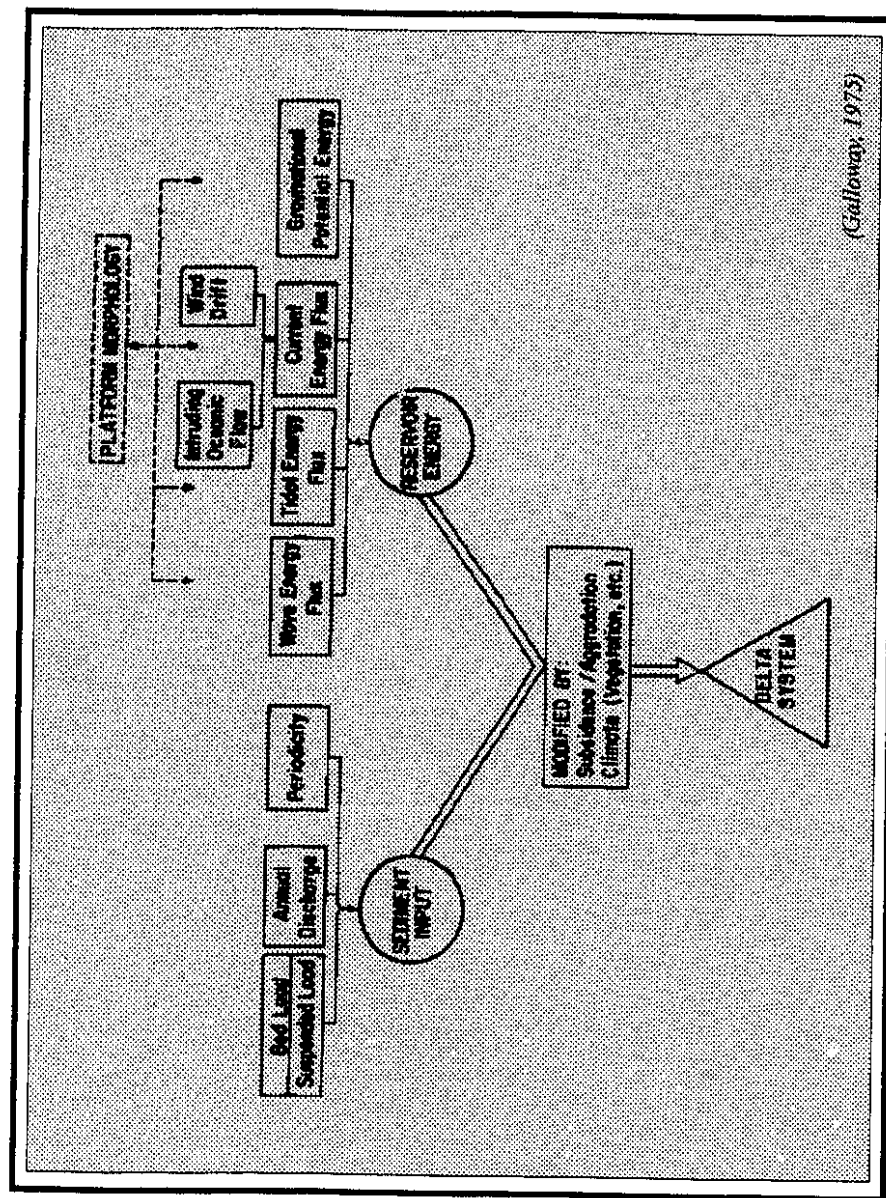 PLATFORM MORPHOLOGY
Intruding
Oceanic
Flow
Wind
Drift
Bed Load
Suspended Load
Annual
Discharge
Periodicity
Wave Energy
Flux
Tidal Energy
Flux
Current
Energy Flux
Gravitational
Potential Energy
SEDIMENT
INPUT
RESERVOIR
ENERGY
MODIFIED BY:
Subsidence/Aggradation
Climate (Vegetation, etc.)
DELTA
SYSTEM
(Galloway, 1975)